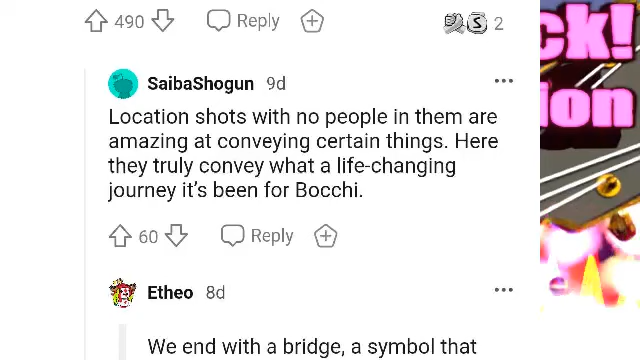 490 Reply 2
ck!
SaibaShogun 9d
ion
Location shots with no people in them are
amazing at conveying certain things. Here
they truly convey what a life-changing
journey it's been for Bocchi.
60 Reply
Etheo 8d
We end with a bridge, a symbol that